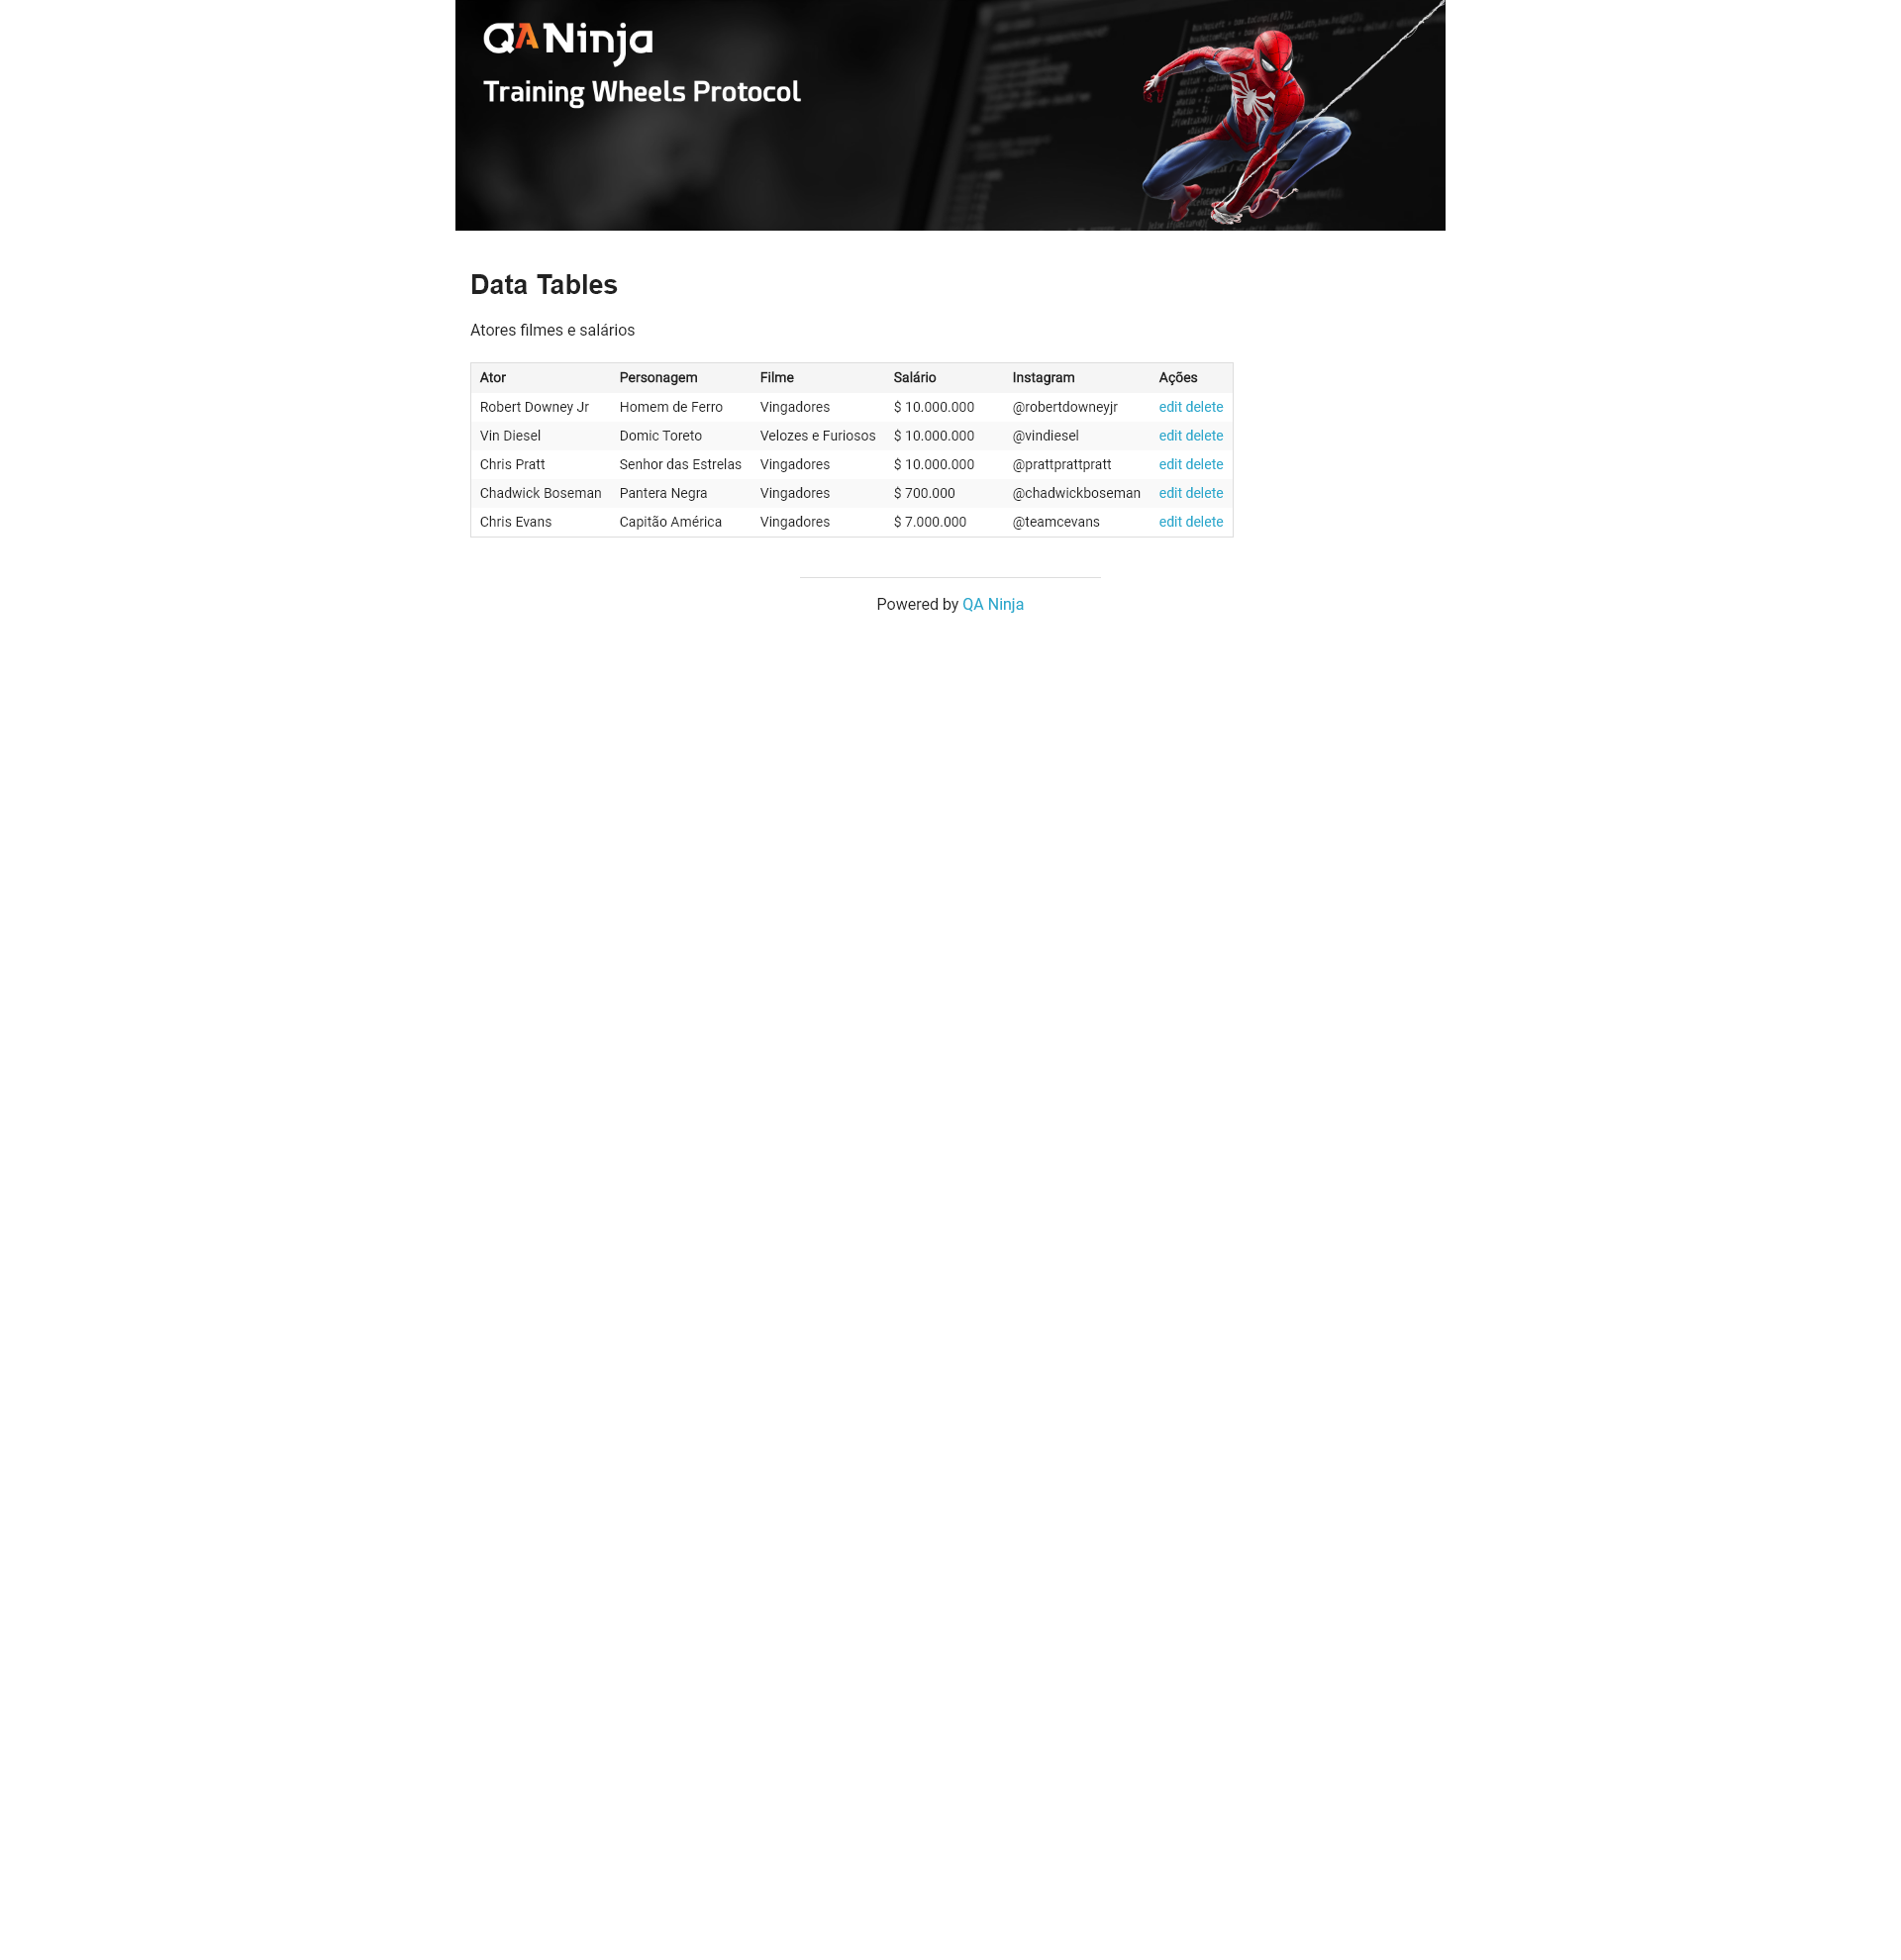 QA Ninja
Training Wheels Protocol
Data Tables
Atores filmes e salários
Ator Personagem Filme Salário Instagram Ações
Robert Downey Jr Homem de Ferro Vingadores $ 10.000.000 @robertdowneyjr edit delete
Vin Diesel Domic Toreto Velozes e Furiosos $ 10.000.000 @vindiesel edit delete
Chris Pratt Senhor das Estrelas Vingadores $ 10.000.000 @prattprattpratt edit delete
Chadwick Boseman Pantera Negra Vingadores $ 700.000 @chadwickboseman edit delete
Chris Evans Capitão América Vingadores $ 7.000.000 @teamcevans edit delete
Powered by QA Ninja